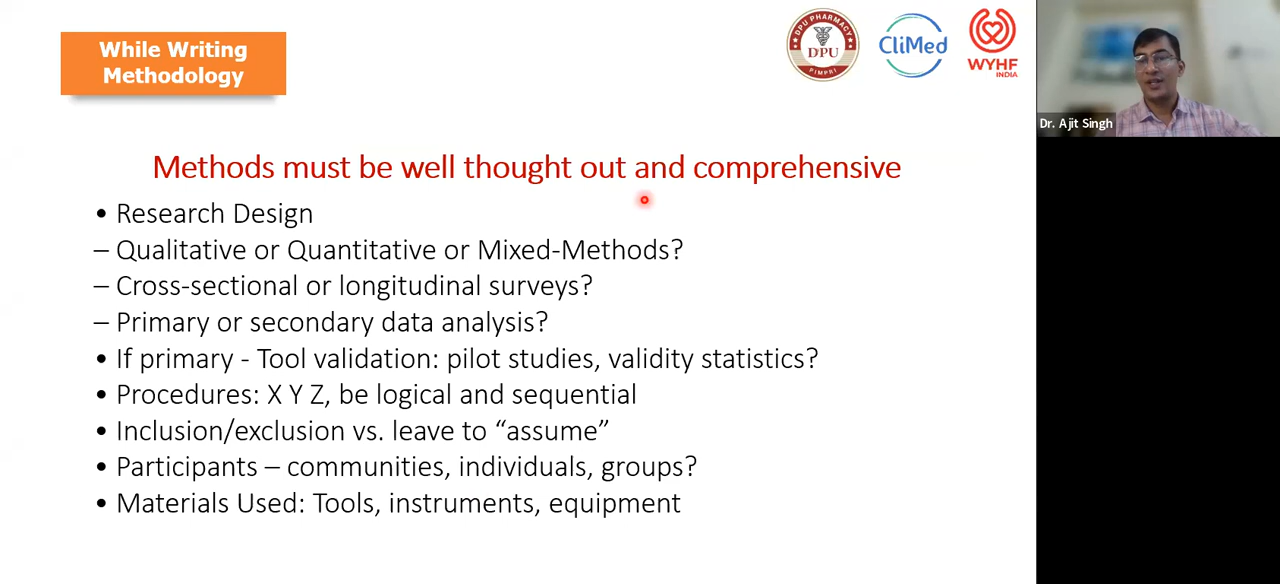 While Writing
Methodology
DPU PHARMACY
DPU
PIMPRI
CliMed
WYHF
INDIA
Dr. Ajit Singh
Methods must be well thought out and comprehensive
• Research Design
– Qualitative or Quantitative or Mixed-Methods?
– Cross-sectional or longitudinal surveys?
– Primary or secondary data analysis?
• If primary - Tool validation: pilot studies, validity statistics?
• Procedures: X Y Z, be logical and sequential
• Inclusion/exclusion vs. leave to “assume”
• Participants – communities, individuals, groups?
• Materials Used: Tools, instruments, equipment